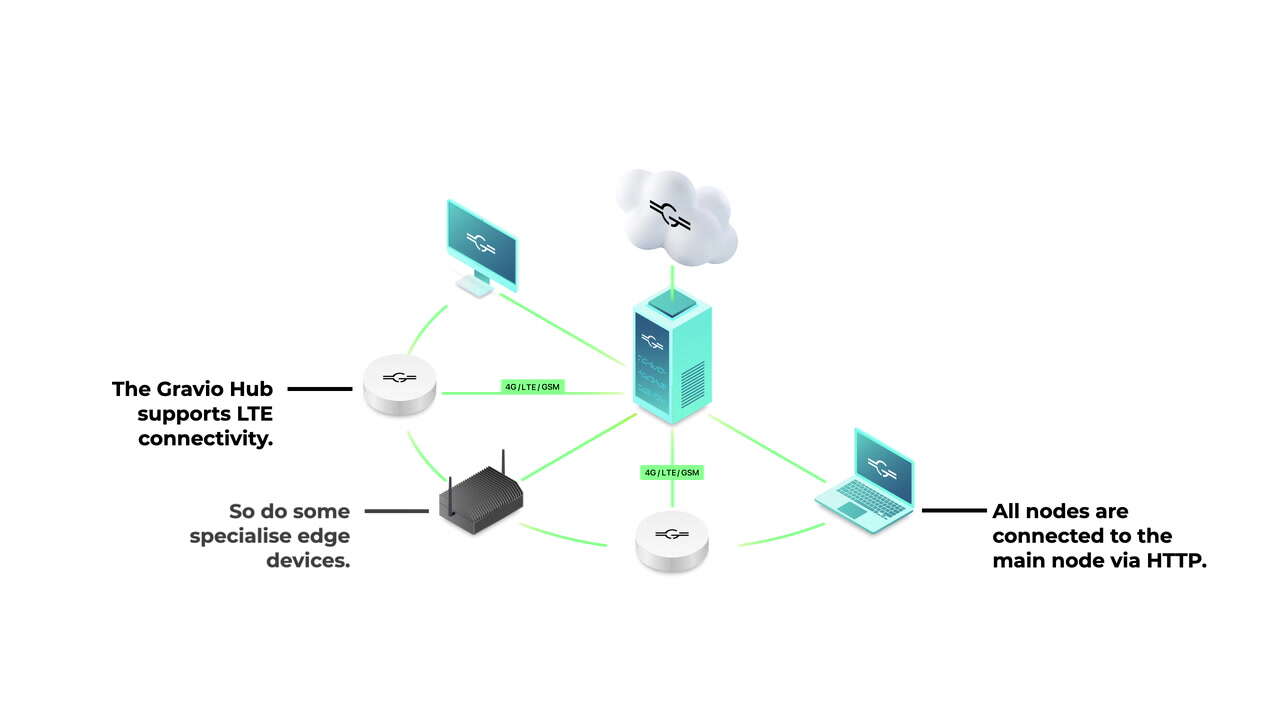 The Gravio Hub
supports LTE
connectivity.
4G/LTE/GSM
4G/LTE/GSM
So do some
specialise edge
devices.
All nodes are
connected to the
main node via HTTP.